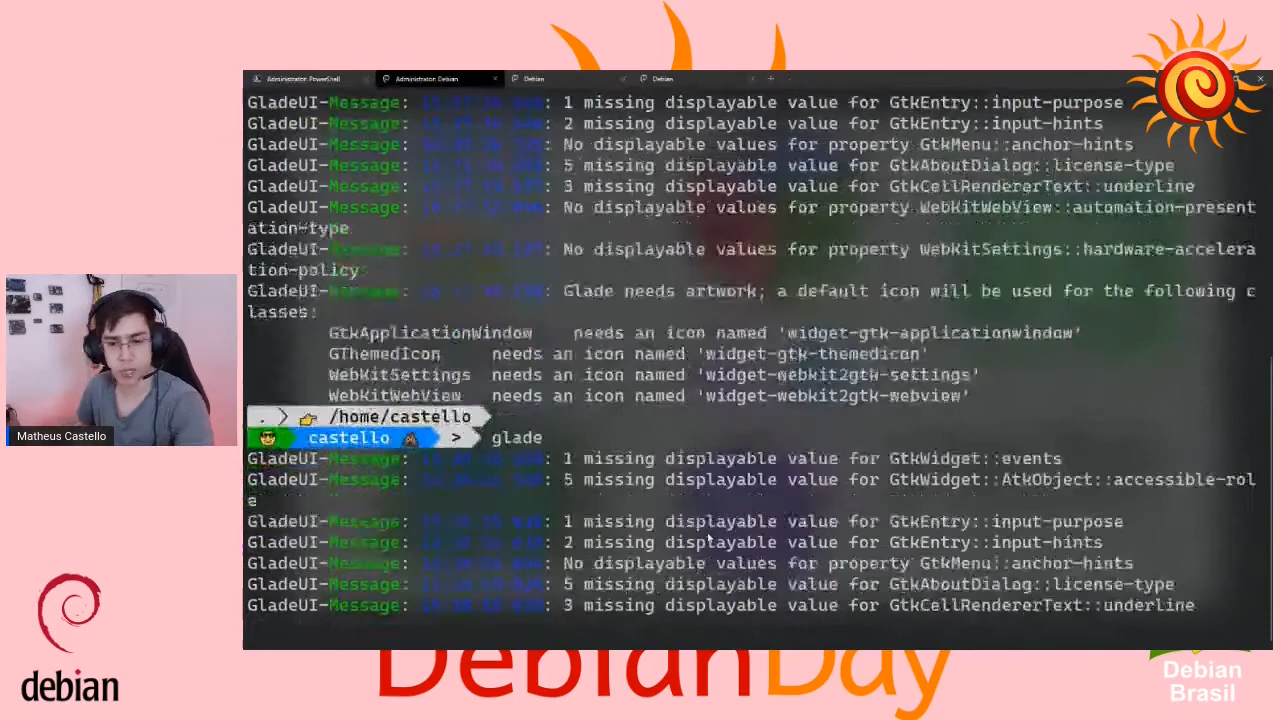 Administrator: PowerShell
Administrator: Debian
Debian
Debian
GladeUI-Message: : 1 missing displayable value for GtkEntry::input-purpose
GladeUI-Message: : 2 missing displayable value for GtkEntry::input-hints
GladeUI-Message: : No displayable values for property GtkMenu::anchor-hints
GladeUI-Message: : 5 missing displayable value for GtkAboutDialog::license-type
GladeUI-Message: : 3 missing displayable value for GtkCellRendererText::underline
GladeUI-Message: : No displayable values for property WebKitWebView::automation-present
ation-type
GladeUI-Message: : No displayable values for property WebKitSettings::hardware-accelera
tion-policy
GladeUI-Message: : Glade needs artwork; a default icon will be used for the following c
lasses:
GtkApplicationWindow needs an icon named 'widget-gtk-applicationwindow'
GThemedIcon needs an icon named 'widget-gtk-themedicon'
WebKitSettings needs an icon named 'widget-webkit2gtk-settings'
WebKitWebView needs an icon named 'widget-webkit2gtk-webview'
. /home/castello
castello > glade
GladeUI-Message: : 1 missing displayable value for GtkWidget::events
GladeUI-Message: : 5 missing displayable value for GtkWidget::AtkObject::accessible-rol
e
GladeUI-Message: : 1 missing displayable value for GtkEntry::input-purpose
GladeUI-Message: : 2 missing displayable value for GtkEntry::input-hints
GladeUI-Message: : No displayable values for property GtkMenu::anchor-hints
GladeUI-Message: : 5 missing displayable value for GtkAboutDialog::license-type
GladeUI-Message: : 3 missing displayable value for GtkCellRendererText::underline
Matheus Castello
debian
DebianDay
Debian
Brasil